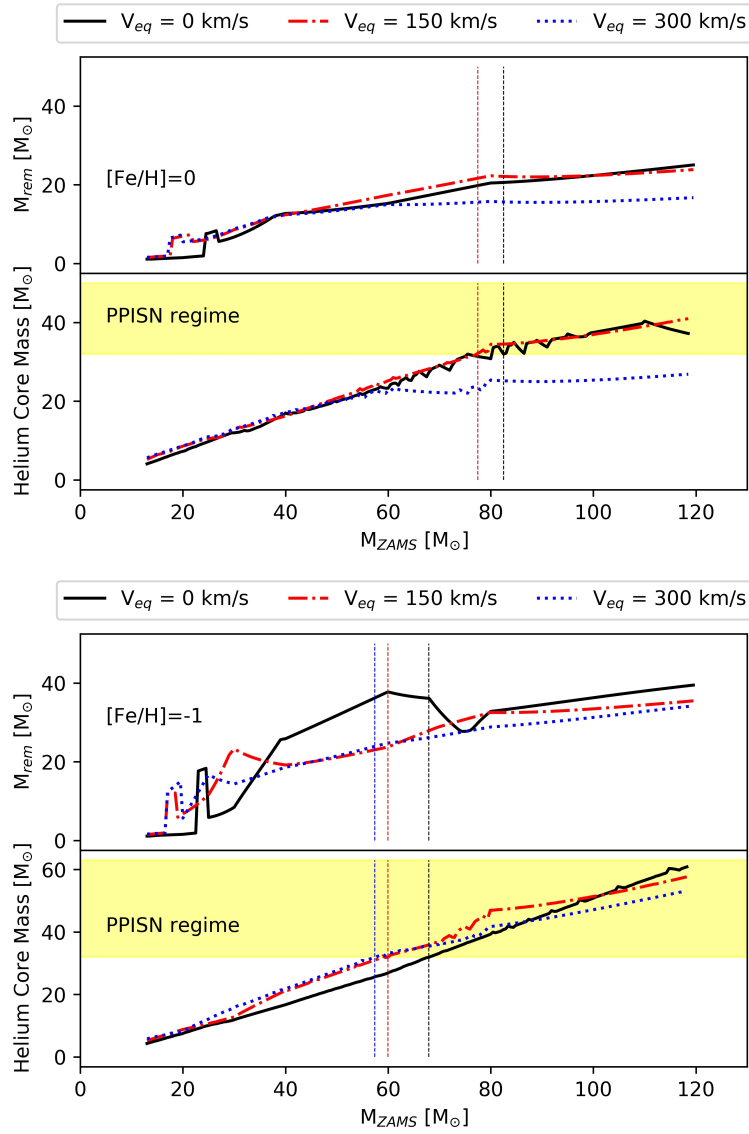 V_eq = 0 km/s V_eq = 150 km/s V_eq = 300 km/s
M_rem [M_⊙]
40
20
0
[Fe/H]=0
Helium Core Mass [M_⊙]
40
20
0
PPISN regime
0 20 40 60 80 100 120
M_ZAMS [M_⊙]
V_eq = 0 km/s V_eq = 150 km/s V_eq = 300 km/s
M_rem [M_⊙]
40
20
0
[Fe/H]=-1
Helium Core Mass [M_⊙]
60
40
20
0
PPISN regime
0 20 40 60 80 100 120
M_ZAMS [M_⊙]